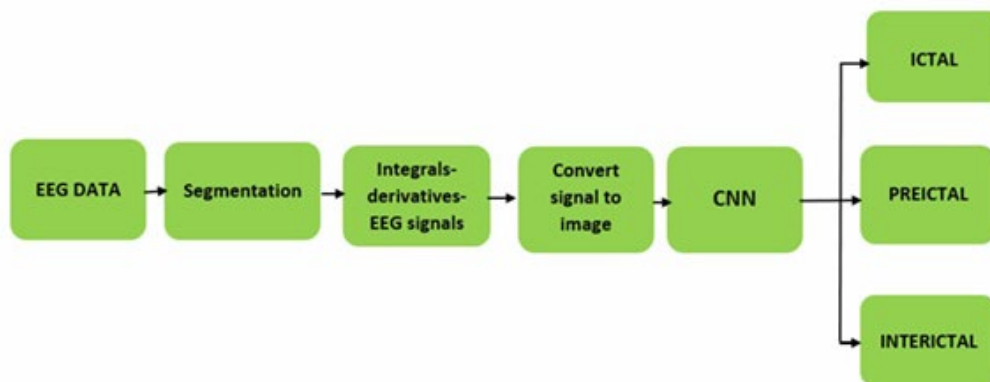 EEG DATA
Segmentation
Integrals-
derivatives-
EEG signals
Convert
signal to
image
CNN
ICTAL
PREICTAL
INTERICTAL